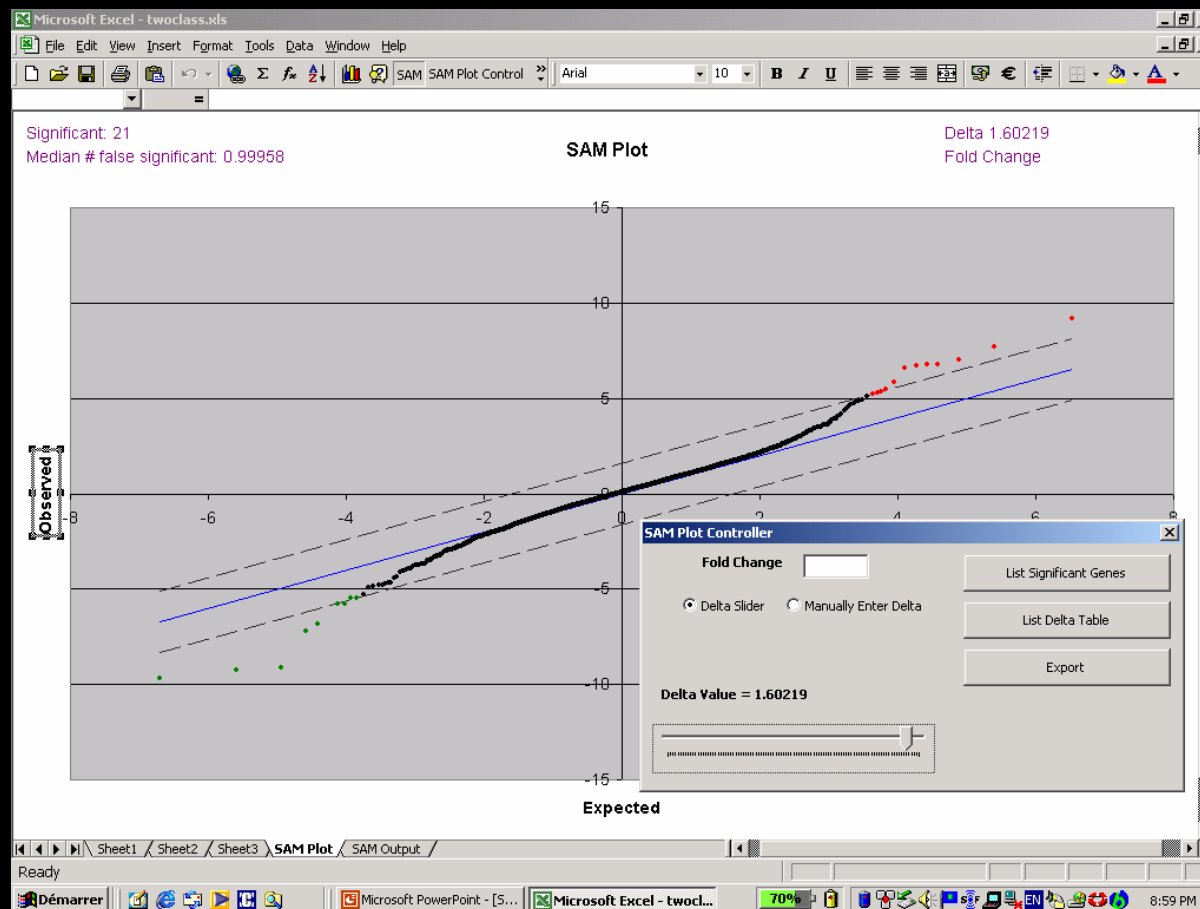 Microsoft Excel - twoclass.xls
File Edit View Insert Format Tools Data Window Help
SAM SAM Plot Control » Arial 10 B I U
=
Significant: 21
Median # false significant: 0.99958
SAM Plot
Delta 1.60219
Fold Change
15
10
5
0
-8 -6 -4 -2 0 2 4 6 8
-5
-10
-15
Observed
Expected
SAM Plot Controller
Fold Change
List Significant Genes
Delta Slider Manually Enter Delta
List Delta Table
Export
Delta Value = 1.60219
Sheet1 Sheet2 Sheet3 SAM Plot SAM Output
Ready
Démarrer Microsoft PowerPoint - [S... Microsoft Excel - twocl... 70% EN 8:59 PM